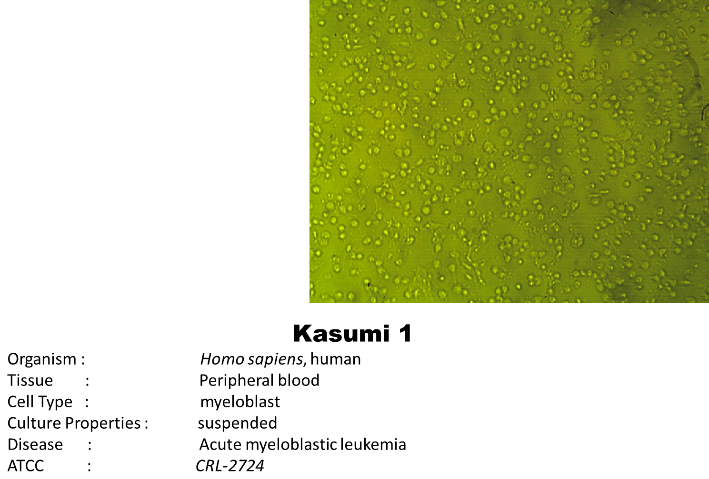 Kasumi 1
Organism : Homo sapiens, human
Tissue : Peripheral blood
Cell Type : myeloblast
Culture Properties : suspended
Disease : Acute myeloblastic leukemia
ATCC : CRL-2724